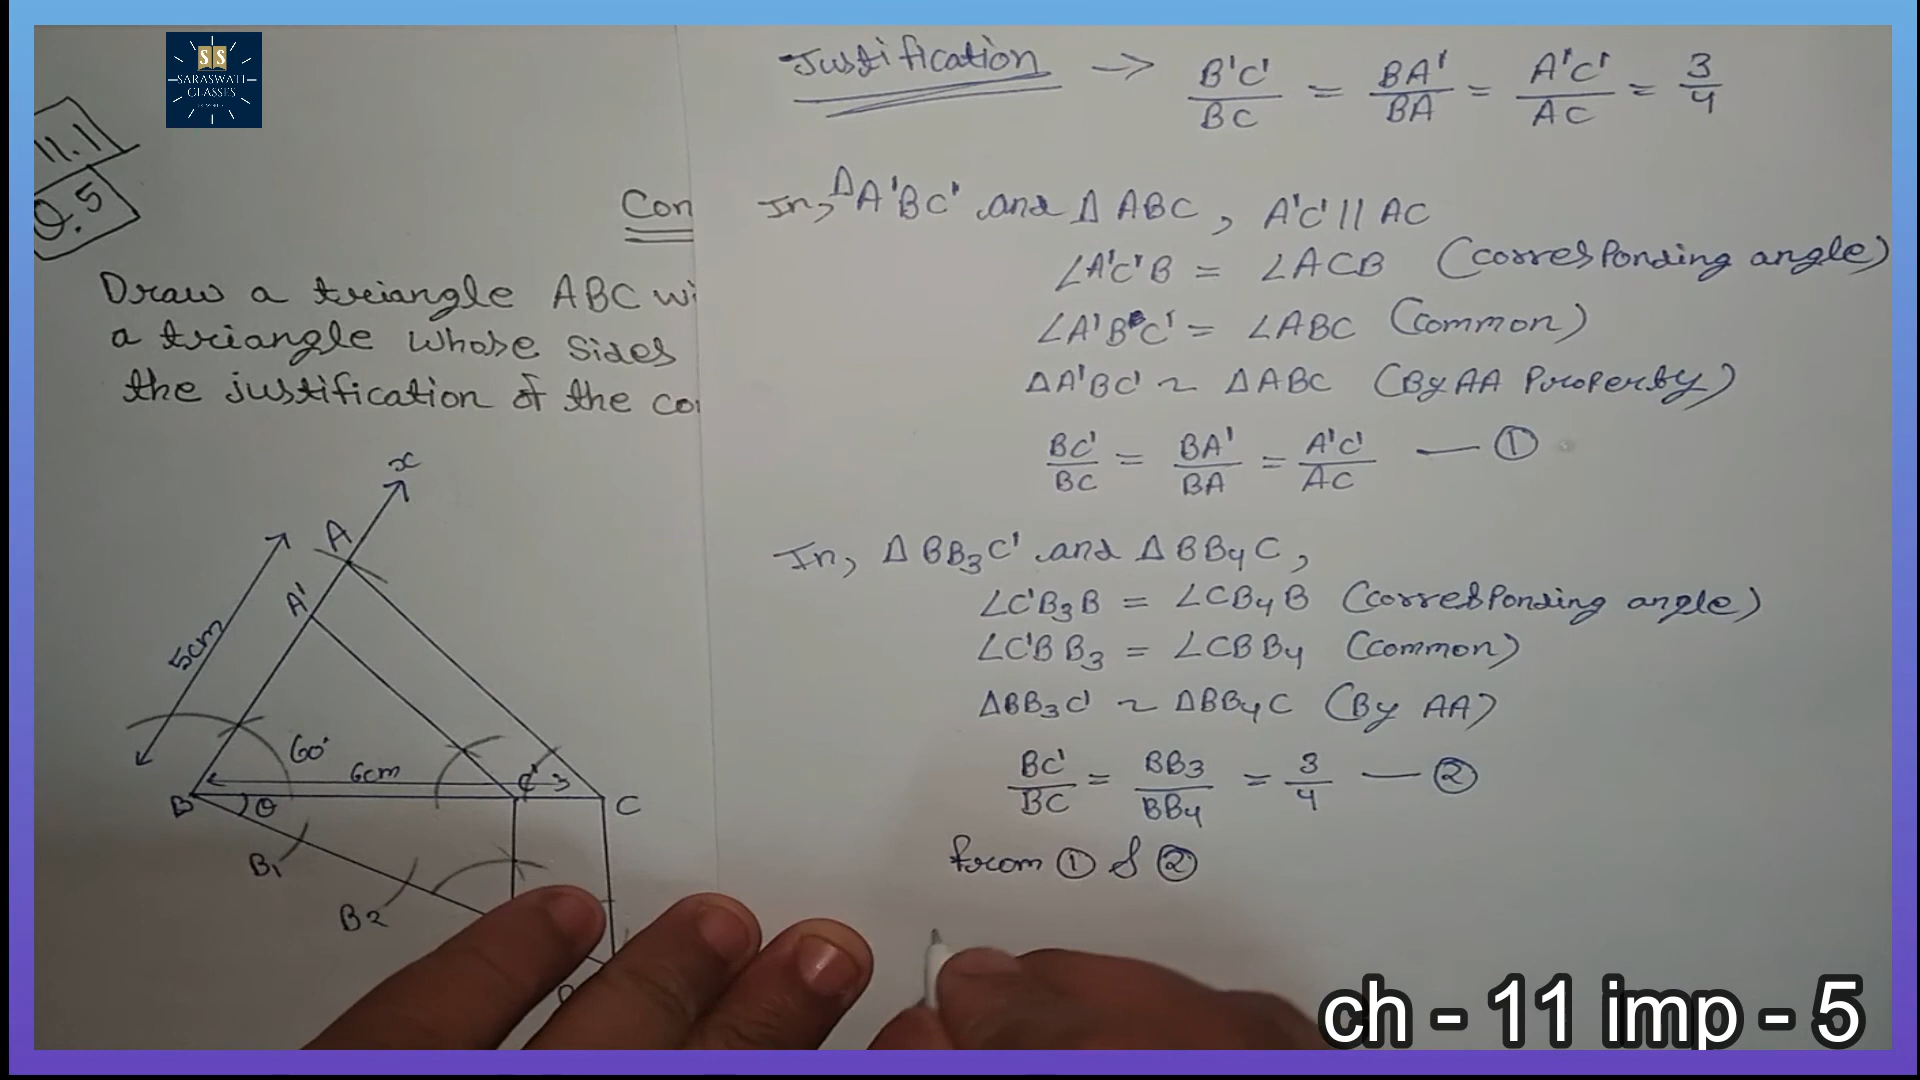 SS
SARASWATI
CLASSES
11.1
Q.5
Con
Draw a triangle ABC wi
a triangle whose sides
the justification of the co
x
A
A'
5cm
60°
6cm
B
θ
C'
C
B1
B2
Justification → B'C'/BC = BA'/BA = A'C'/AC = 3/4
In, ΔA'BC' and Δ ABC, A'C' // AC
∠A'C'B = ∠ACB (corresponding angle)
∠A'BC' = ∠ABC (common)
ΔA'BC' ~ ΔABC (By AA Property)
BC'/BC = BA'/BA = A'C'/AC — ①
In, Δ BB3C' and Δ BB4C,
∠C'B3B = ∠CB4B (corresponding angle)
∠C'BB3 = ∠CBB4 (common)
ΔBB3C' ~ ΔBB4C (By AA)
BC'/BC = BB3/BB4 = 3/4 — ②
from ① & ②
ch - 11 imp - 5